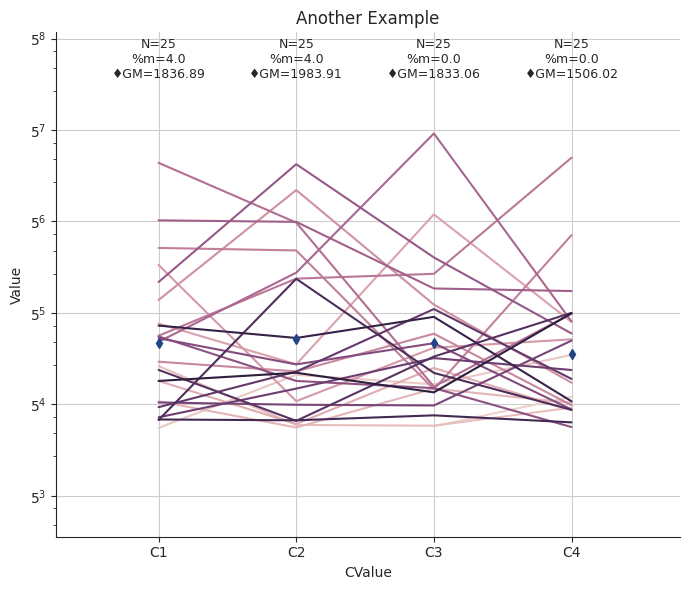 Another Example
N=25 N=25 N=25 N=25
%m=4.0 %m=4.0 %m=0.0 %m=0.0
♦GM=1836.89 ♦GM=1983.91 ♦GM=1833.06 ♦GM=1506.02
5⁸
5⁷
5⁶
5⁵
5⁴
5³
Value
C1 C2 C3 C4
CValue